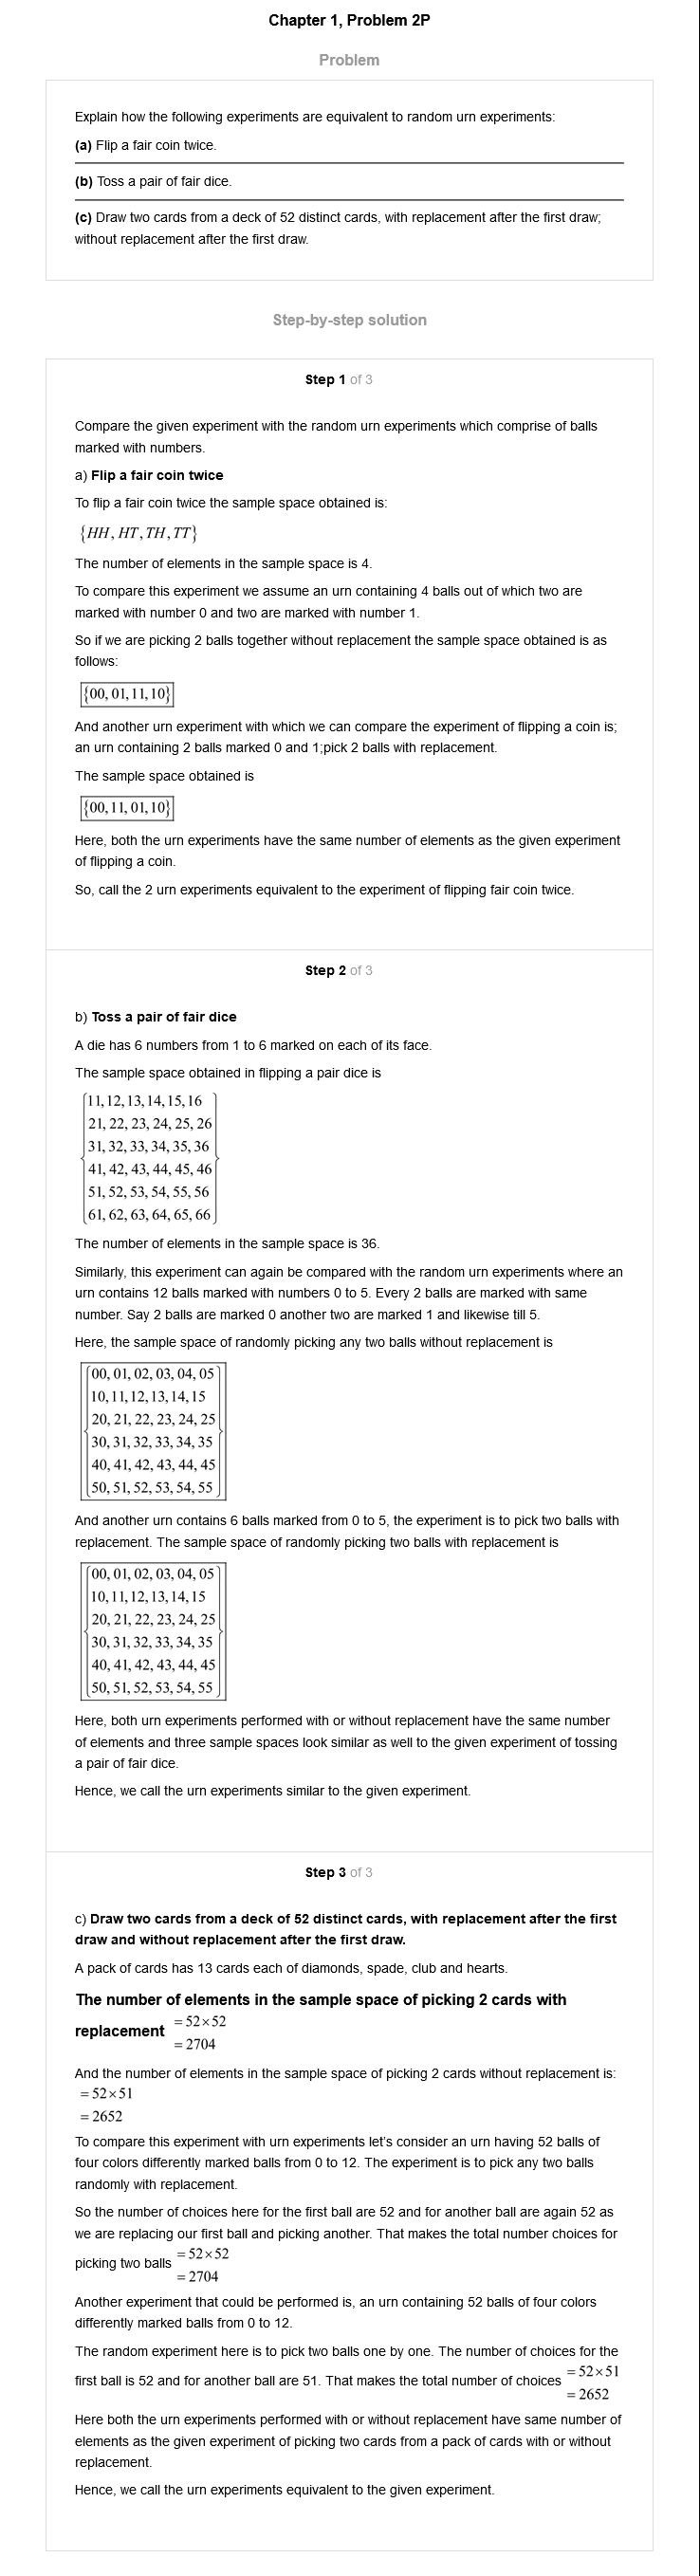 Chapter 1, Problem 2P
Problem
Explain how the following experiments are equivalent to random urn experiments:
(a) Flip a fair coin twice.
(b) Toss a pair of fair dice.
(c) Draw two cards from a deck of 52 distinct cards, with replacement after the first draw;
without replacement after the first draw.
Step-by-step solution
Step 1 of 3
Compare the given experiment with the random urn experiments which comprise of balls
marked with numbers.
a) Flip a fair coin twice
To flip a fair coin twice the sample space obtained is:
{HH, HT, TH, TT}
The number of elements in the sample space is 4.
To compare this experiment we assume an urn containing 4 balls out of which two are
marked with number 0 and two are marked with number 1.
So if we are picking 2 balls together without replacement the sample space obtained is as
follows:
{00, 01, 11, 10}
And another urn experiment with which we can compare the experiment of flipping a coin is;
an urn containing 2 balls marked 0 and 1;pick 2 balls with replacement.
The sample space obtained is
{00, 11, 01, 10}
Here, both the urn experiments have the same number of elements as the given experiment
of flipping a coin.
So, call the 2 urn experiments equivalent to the experiment of flipping fair coin twice.
Step 2 of 3
b) Toss a pair of fair dice
A die has 6 numbers from 1 to 6 marked on each of its face.
The sample space obtained in flipping a pair dice is
{11, 12, 13, 14, 15, 16
21, 22, 23, 24, 25, 26
31, 32, 33, 34, 35, 36
41, 42, 43, 44, 45, 46
51, 52, 53, 54, 55, 56
61, 62, 63, 64, 65, 66}
The number of elements in the sample space is 36.
Similarly, this experiment can again be compared with the random urn experiments where an
urn contains 12 balls marked with numbers 0 to 5. Every 2 balls are marked with same
number. Say 2 balls are marked 0 another two are marked 1 and likewise till 5.
Here, the sample space of randomly picking any two balls without replacement is
{00, 01, 02, 03, 04, 05
10, 11, 12, 13, 14, 15
20, 21, 22, 23, 24, 25
30, 31, 32, 33, 34, 35
40, 41, 42, 43, 44, 45
50, 51, 52, 53, 54, 55}
And another urn contains 6 balls marked from 0 to 5, the experiment is to pick two balls with
replacement. The sample space of randomly picking two balls with replacement is
{00, 01, 02, 03, 04, 05
10, 11, 12, 13, 14, 15
20, 21, 22, 23, 24, 25
30, 31, 32, 33, 34, 35
40, 41, 42, 43, 44, 45
50, 51, 52, 53, 54, 55}
Here, both urn experiments performed with or without replacement have the same number
of elements and three sample spaces look similar as well to the given experiment of tossing
a pair of fair dice.
Hence, we call the urn experiments similar to the given experiment.
Step 3 of 3
c) Draw two cards from a deck of 52 distinct cards, with replacement after the first
draw and without replacement after the first draw.
A pack of cards has 13 cards each of diamonds, spade, club and hearts.
The number of elements in the sample space of picking 2 cards with
replacement = 52×52
= 2704
And the number of elements in the sample space of picking 2 cards without replacement is:
= 52×51
= 2652
To compare this experiment with urn experiments let's consider an urn having 52 balls of
four colors differently marked balls from 0 to 12. The experiment is to pick any two balls
randomly with replacement.
So the number of choices here for the first ball are 52 and for another ball are again 52 as
we are replacing our first ball and picking another. That makes the total number choices for
picking two balls = 52×52
= 2704
Another experiment that could be performed is, an urn containing 52 balls of four colors
differently marked balls from 0 to 12.
The random experiment here is to pick two balls one by one. The number of choices for the
first ball is 52 and for another ball are 51. That makes the total number of choices = 52×51
= 2652
Here both the urn experiments performed with or without replacement have same number of
elements as the given experiment of picking two cards from a pack of cards with or without
replacement.
Hence, we call the urn experiments equivalent to the given experiment.